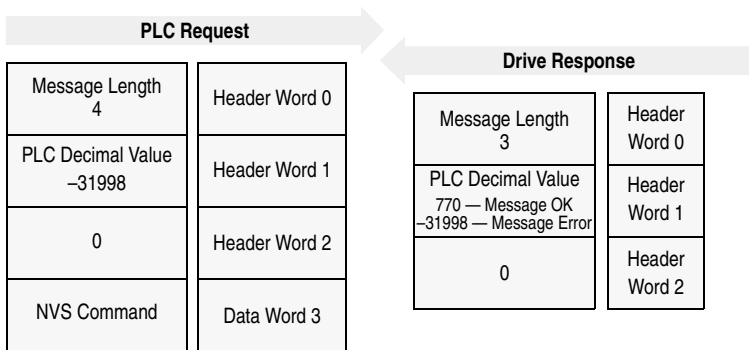 PLC Request
Message Length
4
Header Word 0
PLC Decimal Value
–31998
Header Word 1
0
Header Word 2
NVS Command
Data Word 3
Drive Response
Message Length
3
Header
Word 0
PLC Decimal Value
770 — Message OK
–31998 — Message Error
Header
Word 1
0
Header
Word 2